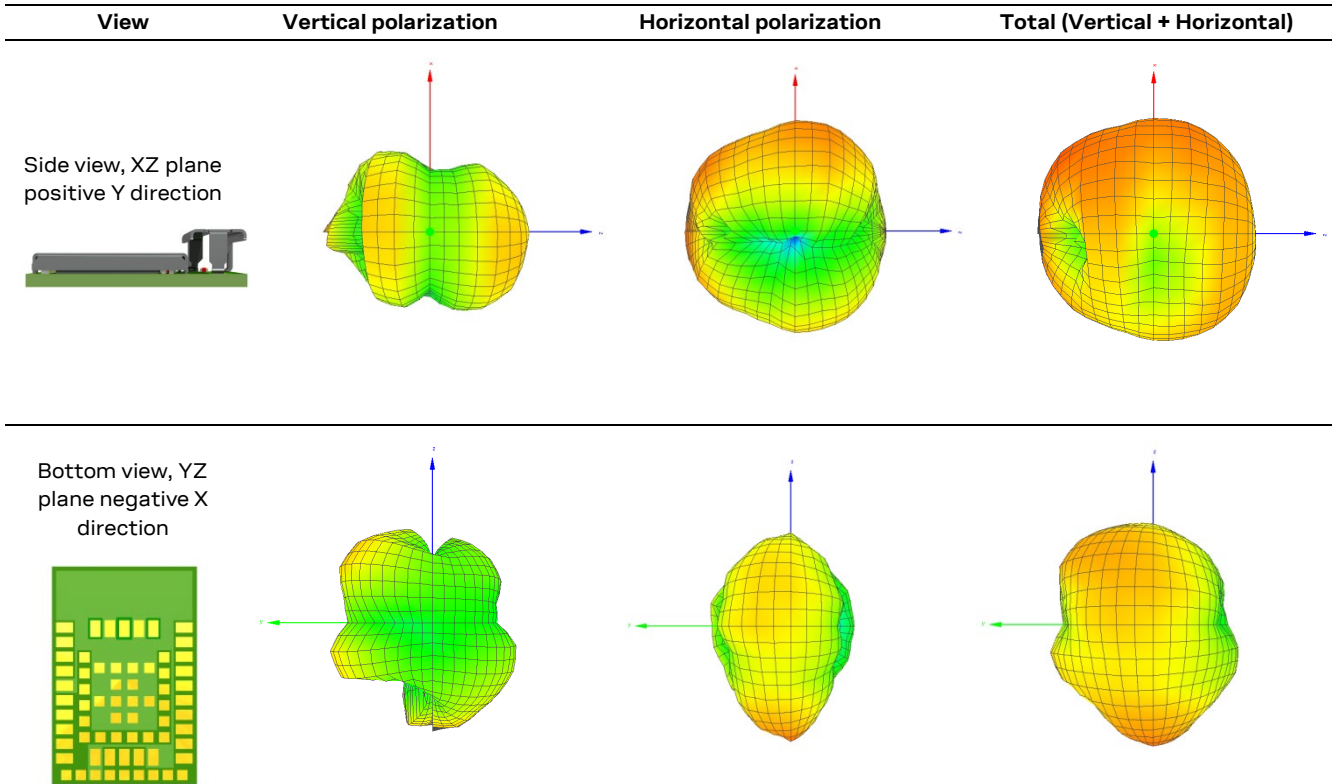 View Vertical polarization Horizontal polarization Total (Vertical + Horizontal)
Side view, XZ plane
positive Y direction
Bottom view, YZ
plane negative X
direction